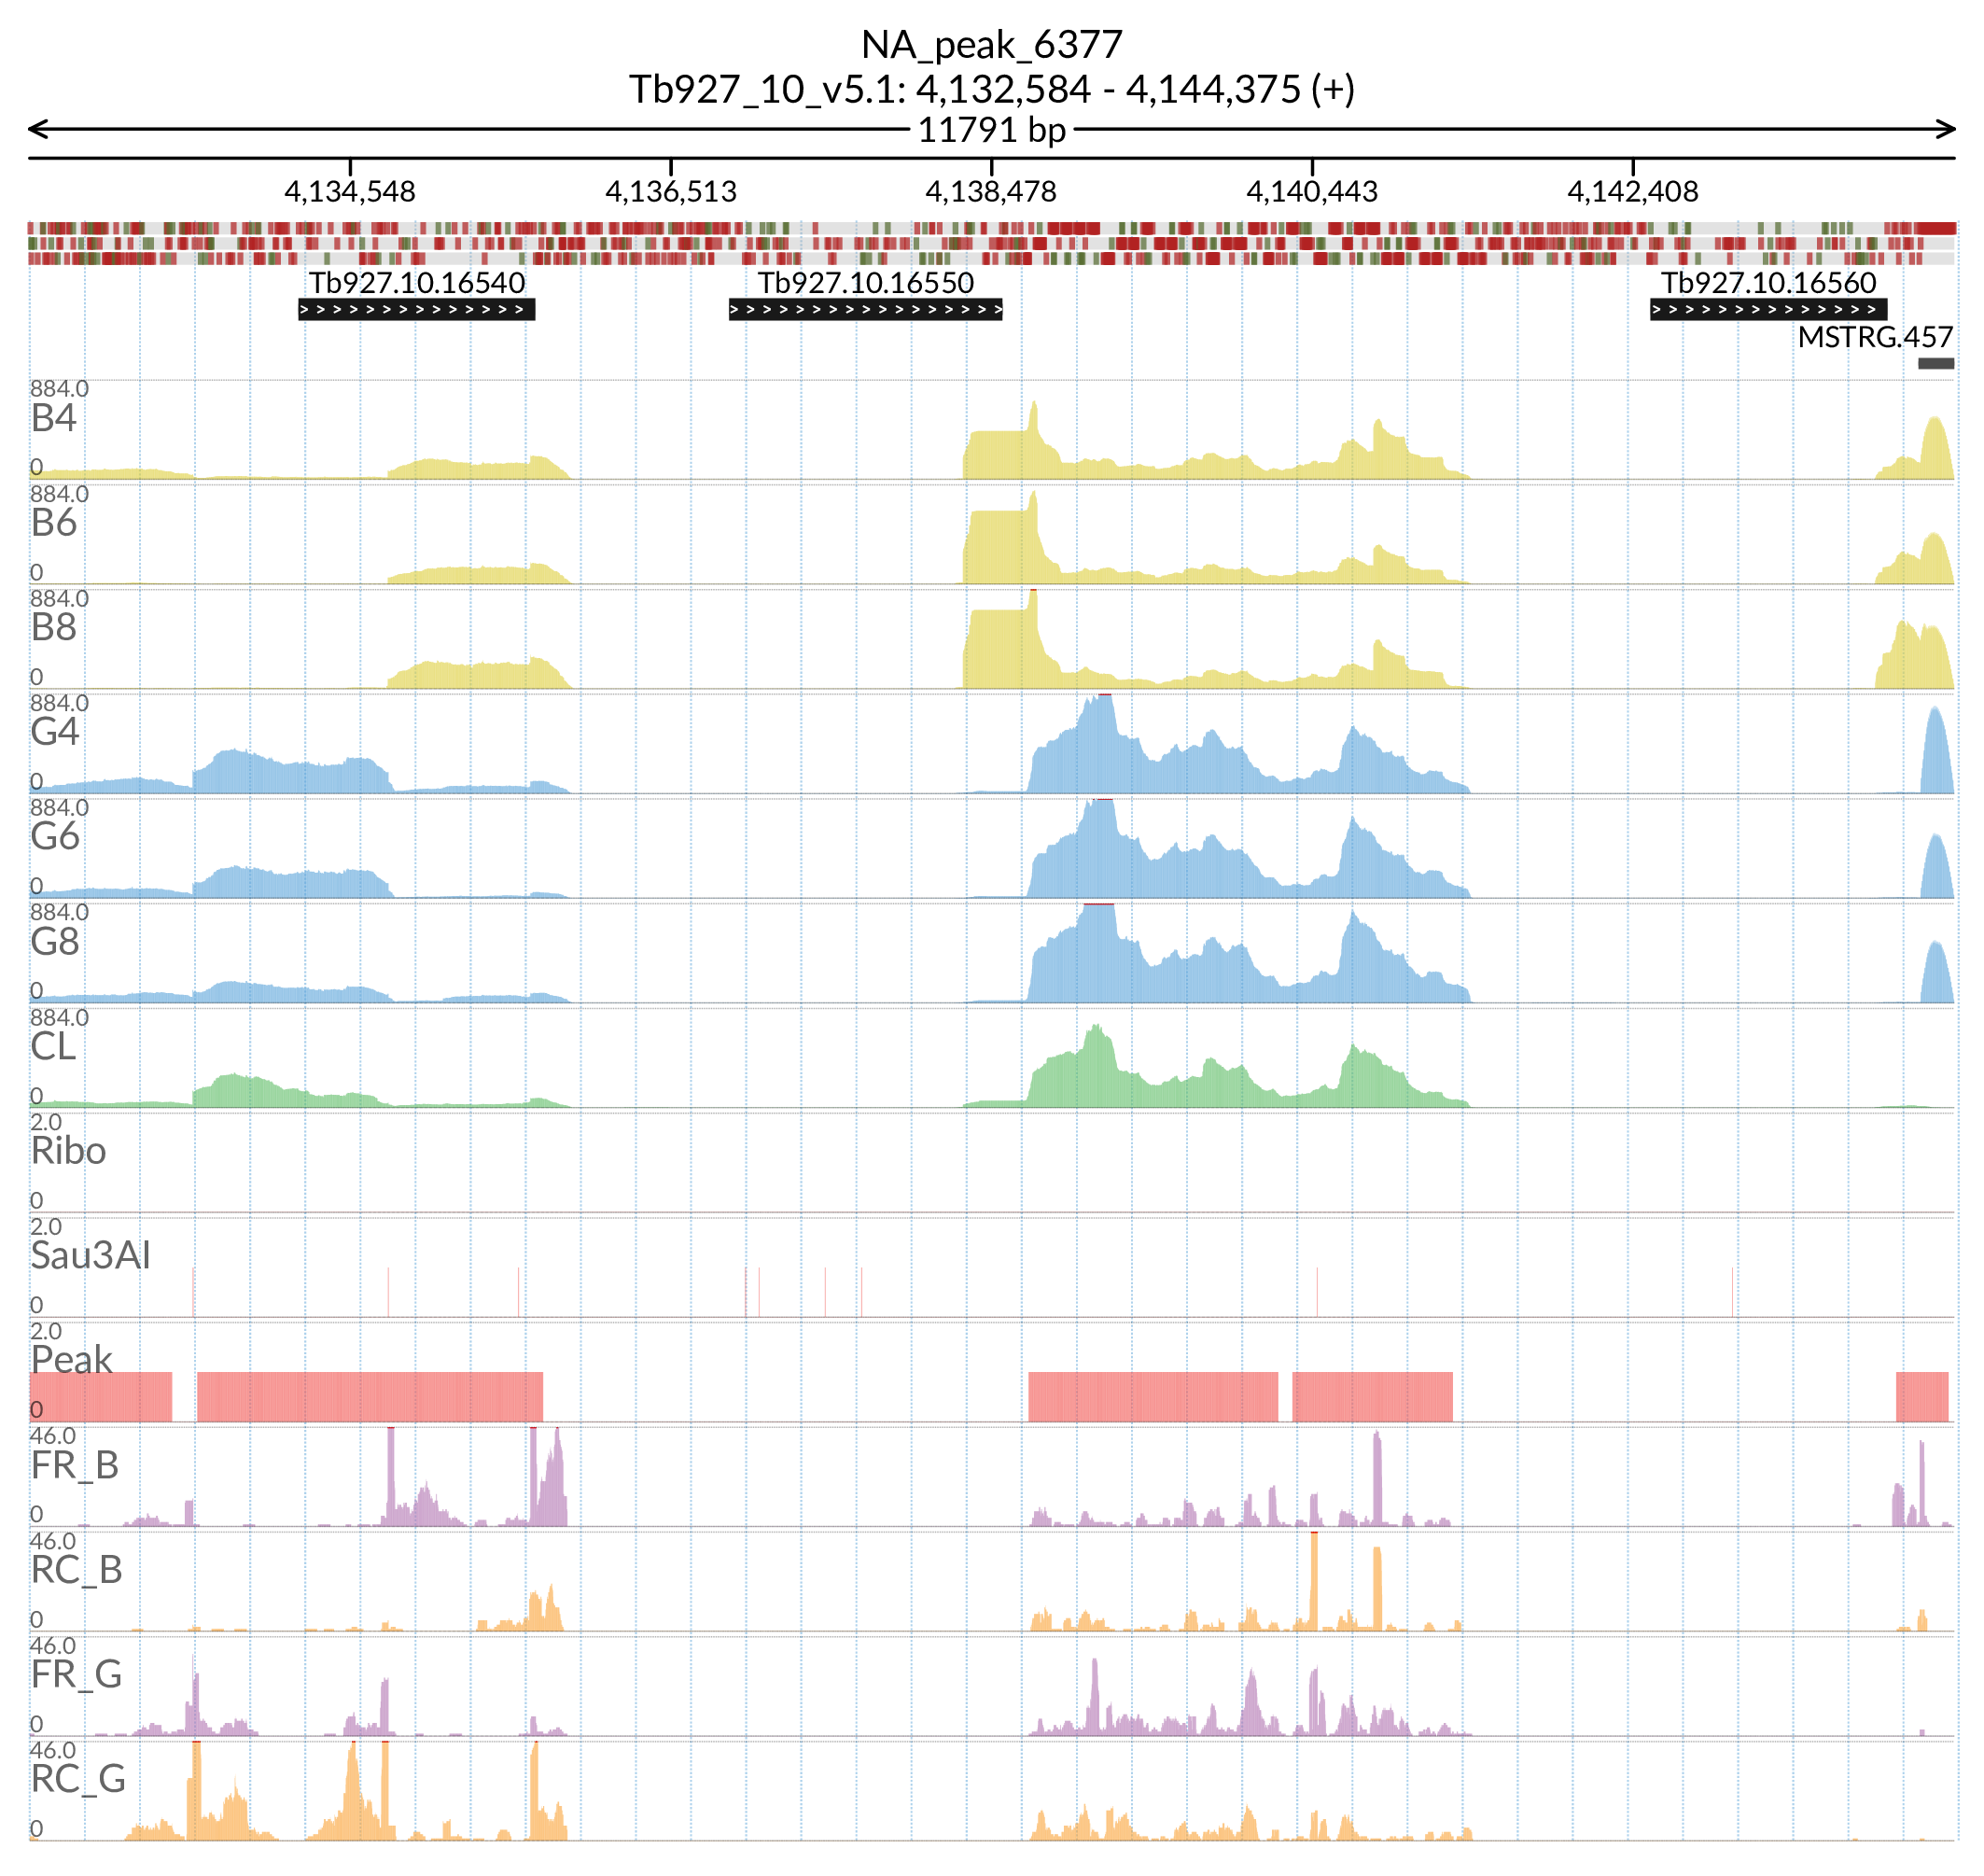 NA_peak_6377
Tb927_10_v5.1: 4,132,584 - 4,144,375 (+)
11791 bp
4,134,548 4,136,513 4,138,478 4,140,443 4,142,408
Tb927.10.16540 Tb927.10.16550 Tb927.10.16560
MSTRG.457
884.0
B4
0
884.0
B6
0
884.0
B8
0
884.0
G4
0
884.0
G6
0
884.0
G8
0
884.0
CL
0
2.0
Ribo
0
2.0
Sau3AI
0
2.0
Peak
0
46.0
FR_B
0
46.0
RC_B
0
46.0
FR_G
0
46.0
RC_G
0